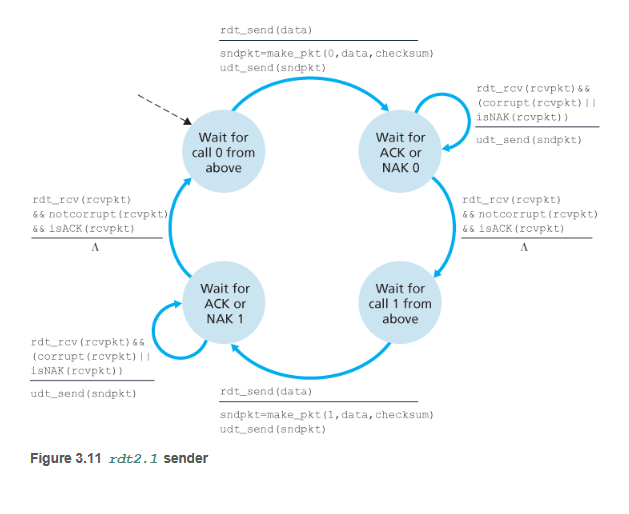 rdt_send(data)
sndpkt=make_pkt(0,data,checksum)
udt_send(sndpkt)
rdt_rcv(rcvpkt)&&
(corrupt(rcvpkt)||
isNAK(rcvpkt))
udt_send(sndpkt)
Wait for
call 0 from
above
Wait for
ACK or
NAK 0
rdt_rcv(rcvpkt)
&& notcorrupt(rcvpkt)
&& isACK(rcvpkt)
Λ
rdt_rcv(rcvpkt)
&& notcorrupt(rcvpkt)
&& isACK(rcvpkt)
Λ
Wait for
ACK or
NAK 1
Wait for
call 1 from
above
rdt_rcv(rcvpkt)&&
(corrupt(rcvpkt)||
isNAK(rcvpkt))
udt_send(sndpkt)
rdt_send(data)
sndpkt=make_pkt(1,data,checksum)
udt_send(sndpkt)
Figure 3.11 rdt2.1 sender